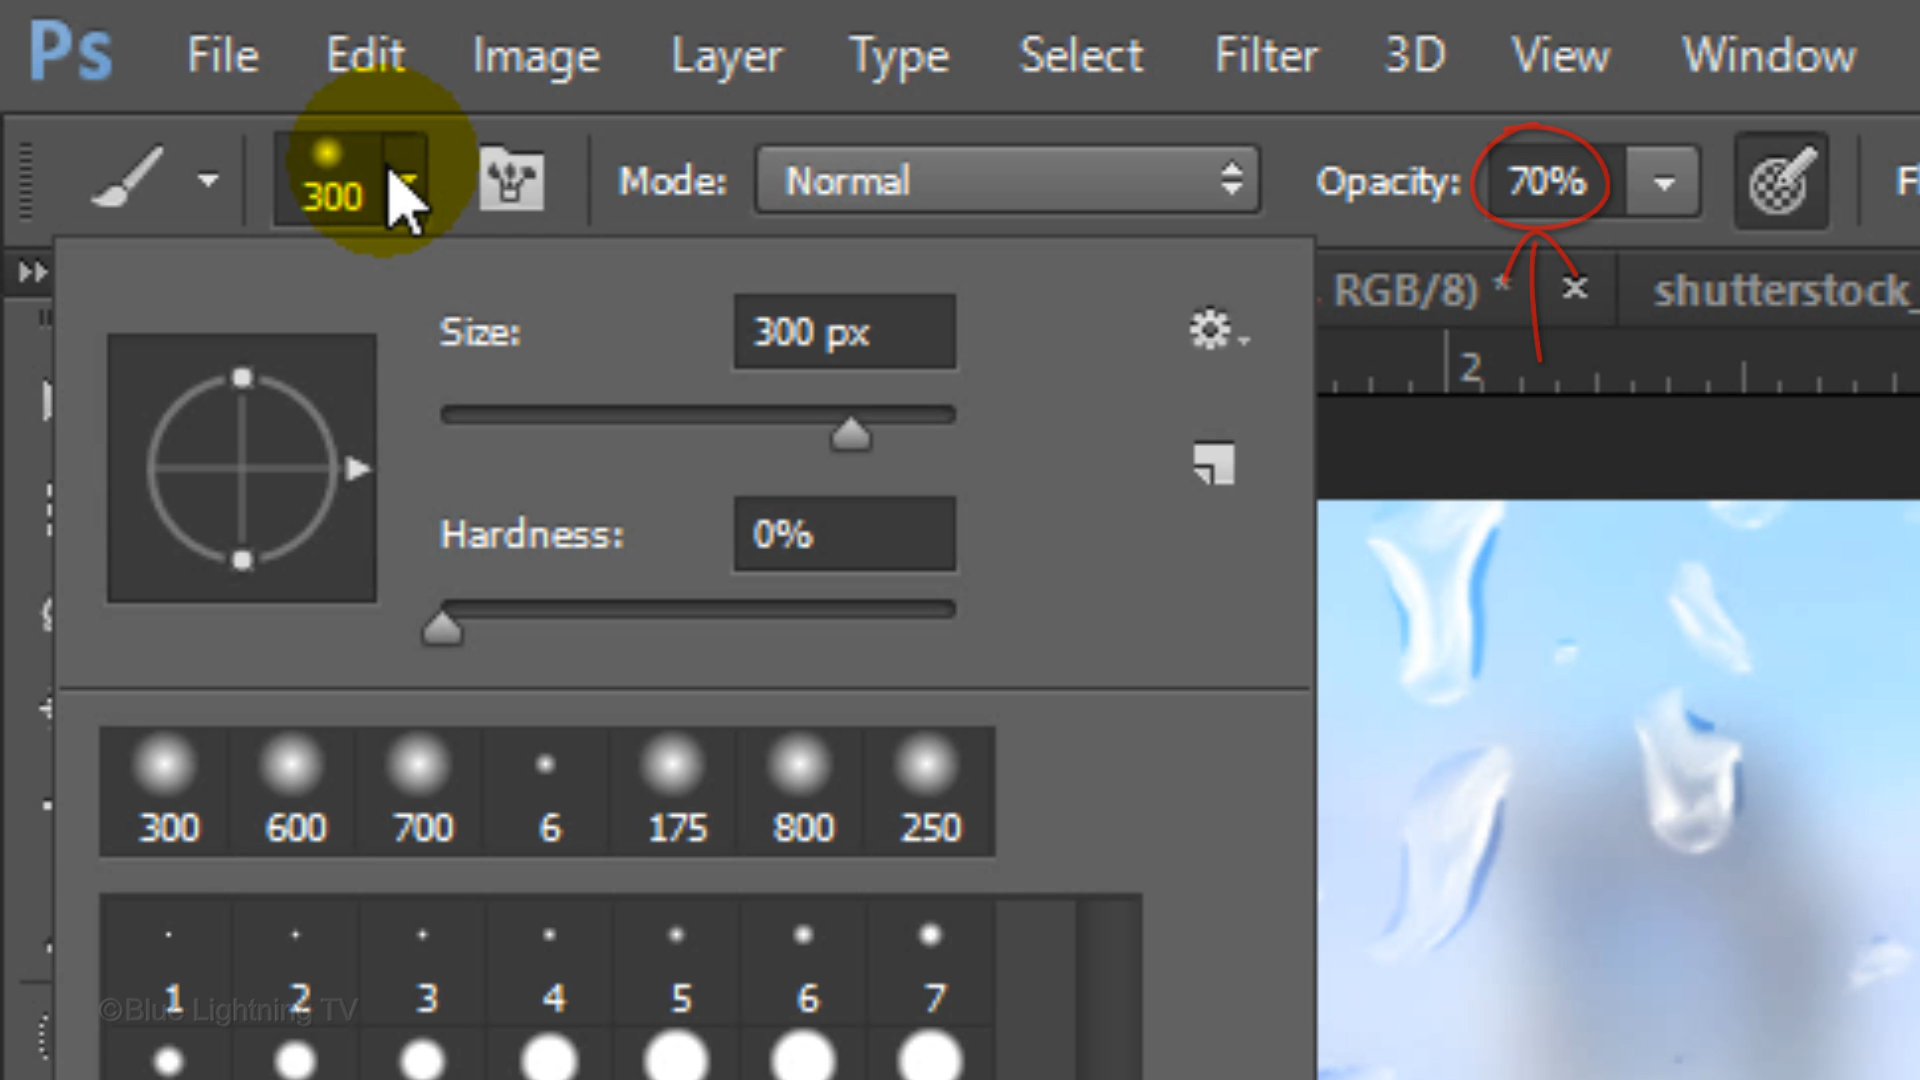 Ps File Edit Image Layer Type Select Filter 3D View Window
300 Mode: Normal Opacity: 70%
RGB/8) * × shutterstock_
Size: 300 px
2
Hardness: 0%
300 600 700 6 175 800 250
1 2 3 4 5 6 7
©Blue Lightning TV